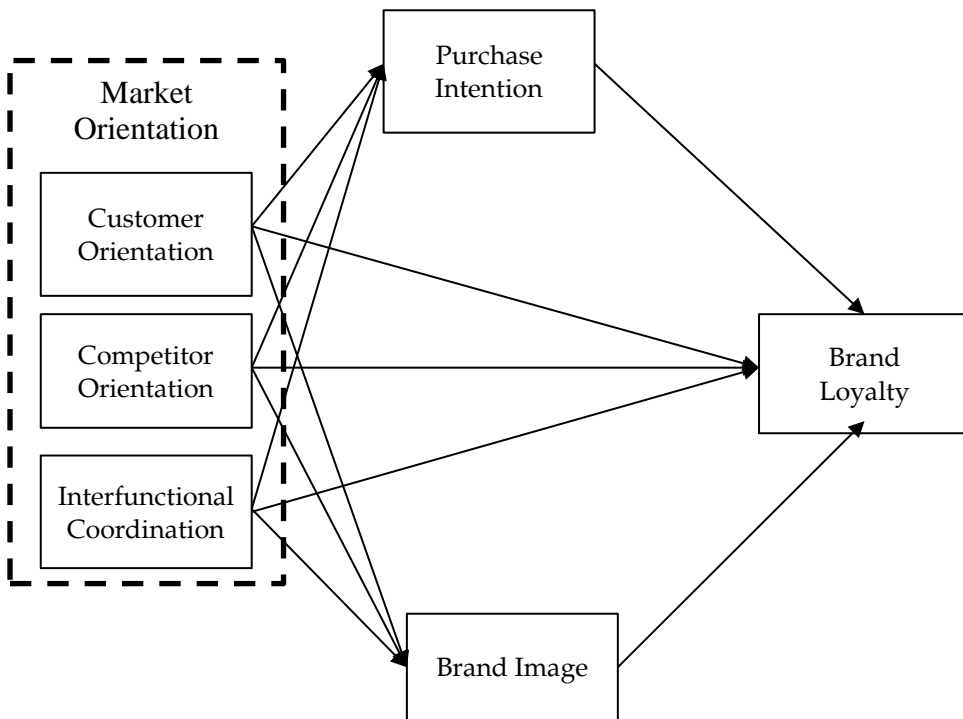 Purchase
Intention
Market
Orientation
Customer
Orientation
Competitor
Orientation
Brand
Loyalty
Interfunctional
Coordination
Brand Image